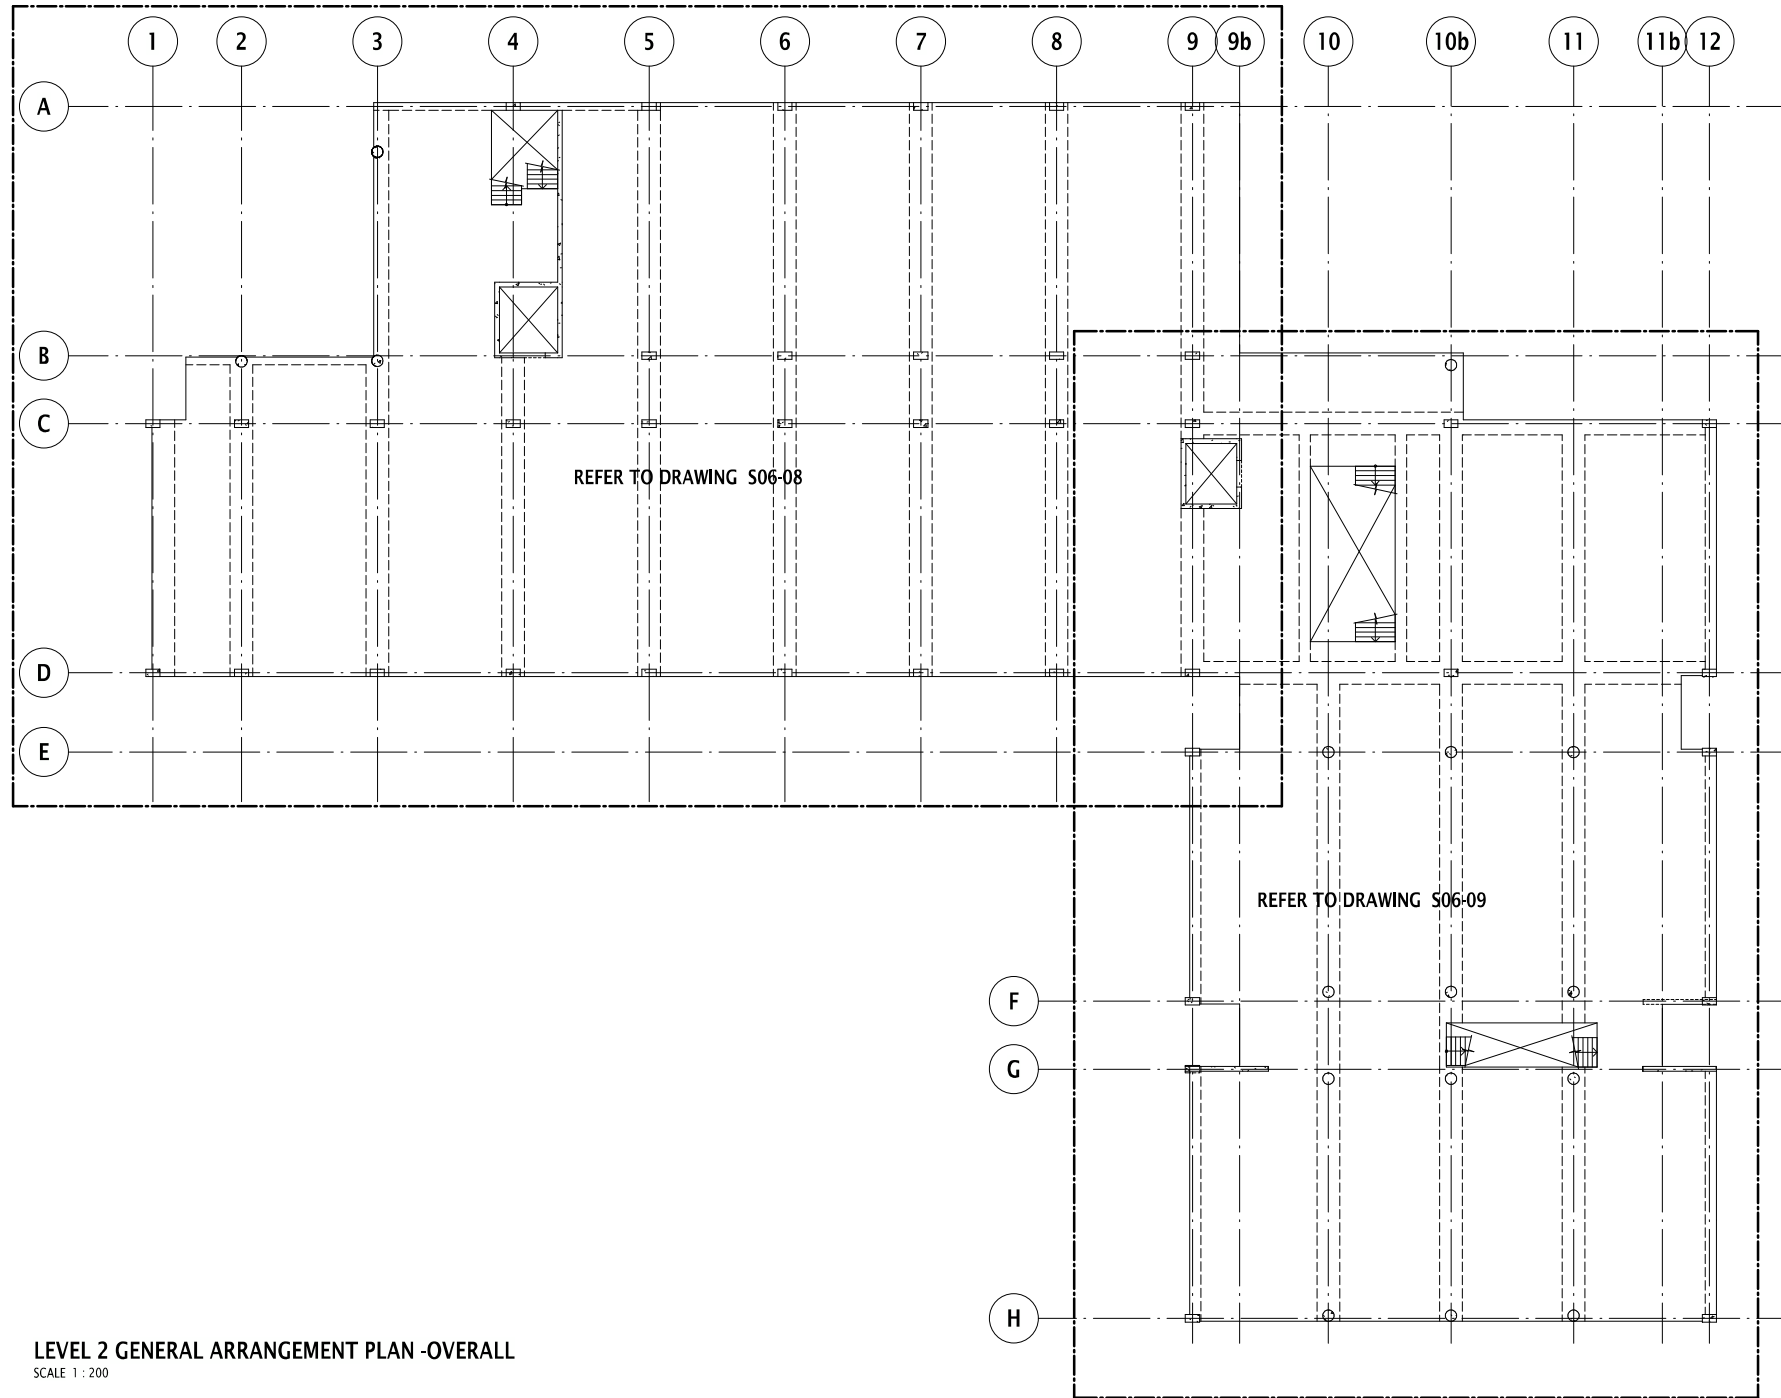 1 2 3 4 5 6 7 8 9 9b 10 10b 11 11b 12
A
B
C
REFER TO DRAWING S06-08
D
E
REFER TO DRAWING S06-09
F
G
H
LEVEL 2 GENERAL ARRANGEMENT PLAN -OVERALL
SCALE 1 : 200